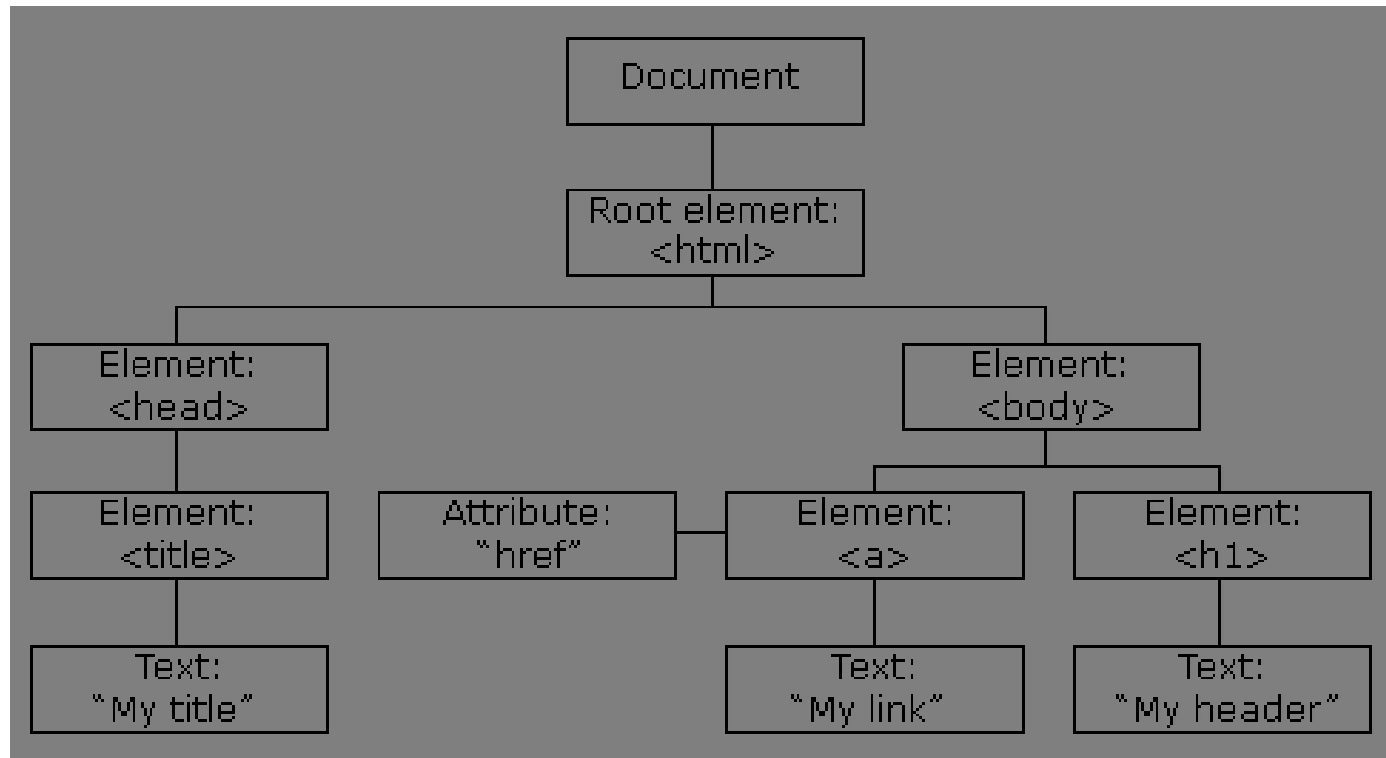 Document
Root element:
<html>
Element:
<head>
Element:
<body>
Element:
<title>
Attribute:
“href”
Element:
<a>
Element:
<h1>
Text:
“My title”
Text:
“My link”
Text:
“My header”